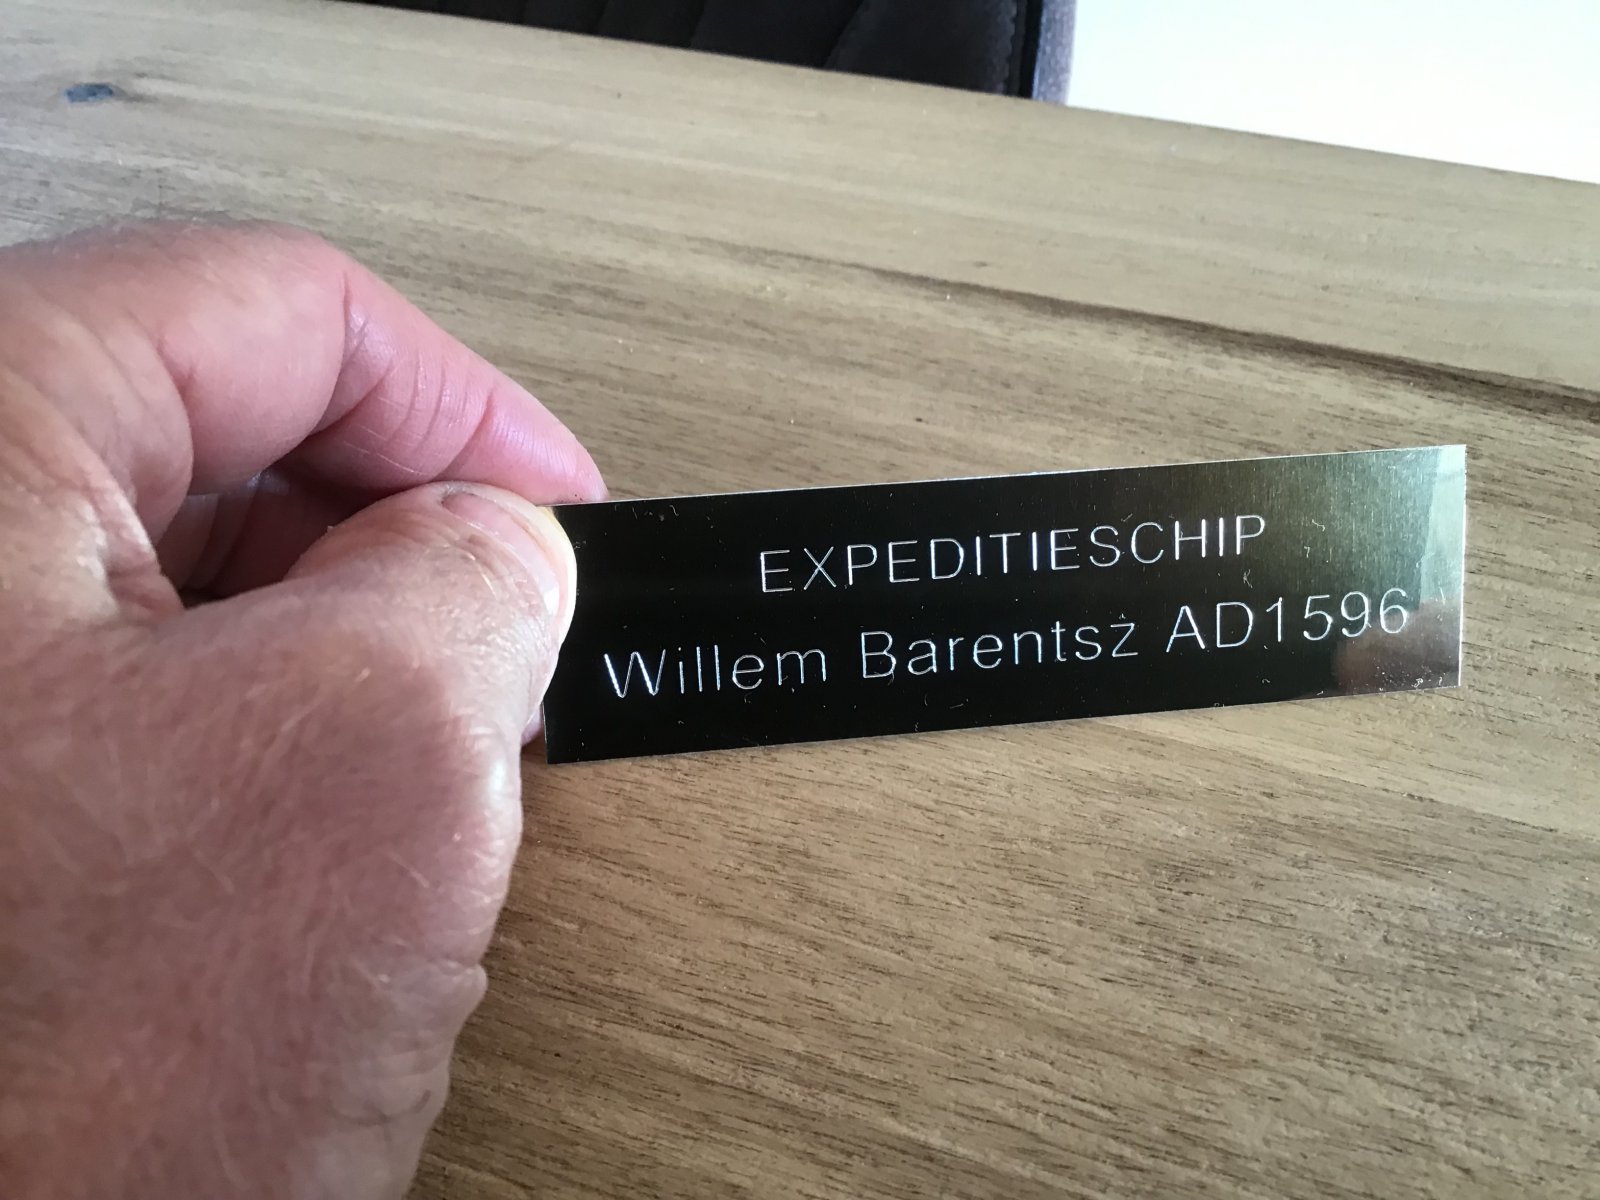 EXPEDITIESCHIP
Willem Barentsz AD1596